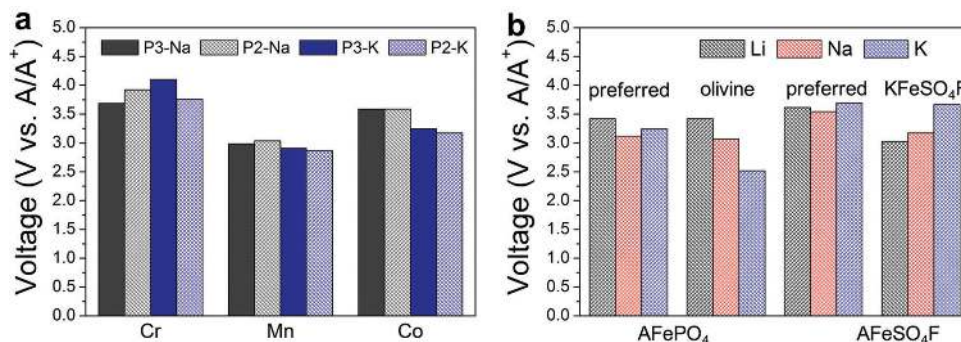 a
P3-Na P2-Na P3-K P2-K
Voltage (V vs. A/A⁺)
5.0
4.5
4.0
3.5
3.0
2.5
2.0
1.5
1.0
0.5
0.0
Cr Mn Co
b
Li Na K
preferred olivine preferred KFeSO₄F
Voltage (V vs. A/A⁺)
5.0
4.5
4.0
3.5
3.0
2.5
2.0
1.5
1.0
0.5
0.0
AFePO₄ AFeSO₄F